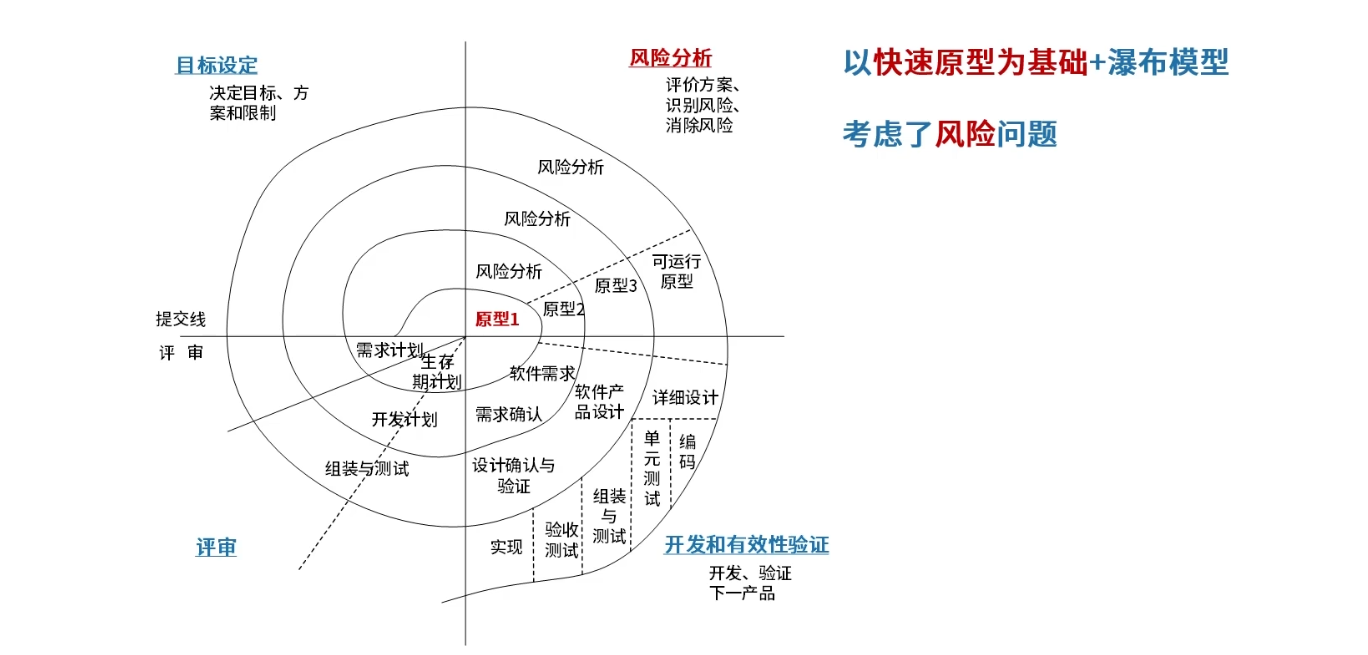 目标设定
决定目标、方
案和限制
风险分析
评价方案、
识别风险、
消除风险
以快速原型为基础+瀑布模型
考虑了风险问题
风险分析
风险分析
风险分析
可运行
原型
原型3
原型2
原型1
提交线
评 审
需求计划
生存
期计划
软件需求
软件产
品设计
详细设计
开发计划
需求确认
单元测试
编码
组装与测试
设计确认与
验证
组装
与
测试
验收
测试
实现
评审
开发和有效性验证
开发、验证
下一产品